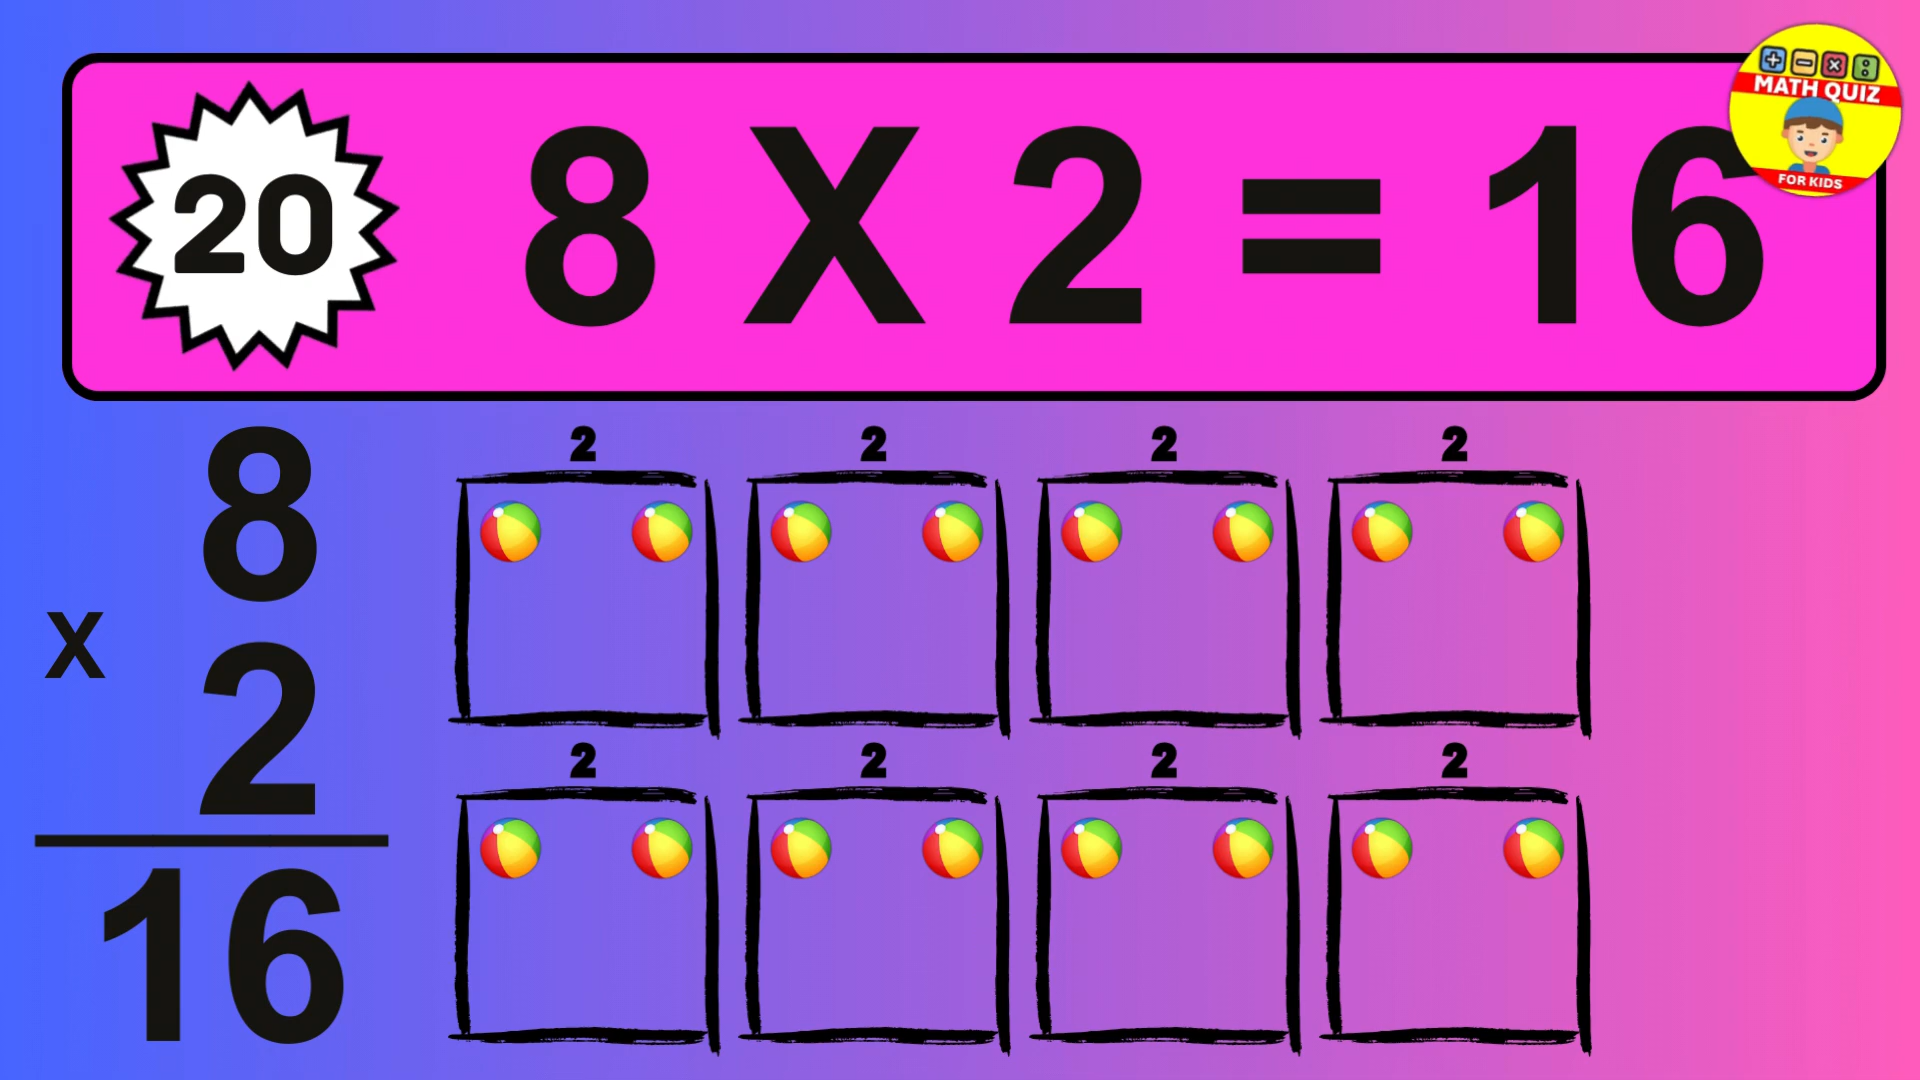 20
8 X 2 = 16
MATH QUIZ
FOR KIDS
8
x
2
16
2 2 2 2
2 2 2 2